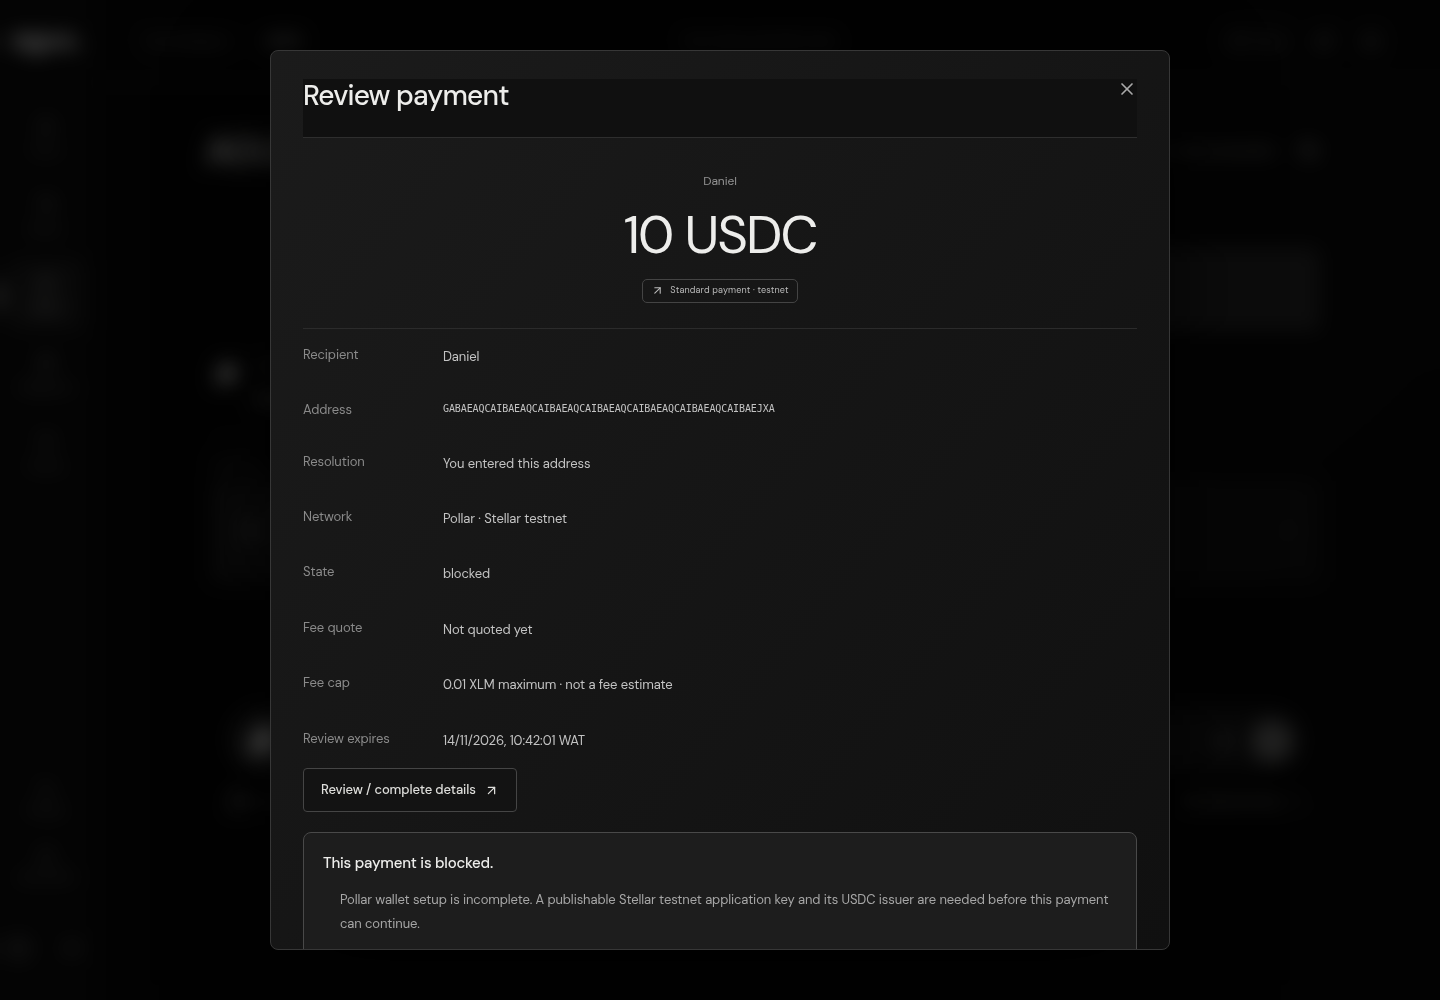 Review payment
Daniel
10 USDC
Standard payment · testnet
Recipient
Daniel
Address
GABAEAQCAIBAEAQCAIBAEAQCAIBAEAQCAIBAEAQCAIBAEAQCAIBAEJXA
Resolution
You entered this address
Network
Pollar · Stellar testnet
State
blocked
Fee quote
Not quoted yet
Fee cap
0.01 XLM maximum · not a fee estimate
Review expires
14/11/2026, 10:42:01 WAT
Review / complete details
This payment is blocked.
Pollar wallet setup is incomplete. A publishable Stellar testnet application key and its USDC issuer are needed before this payment
can continue.